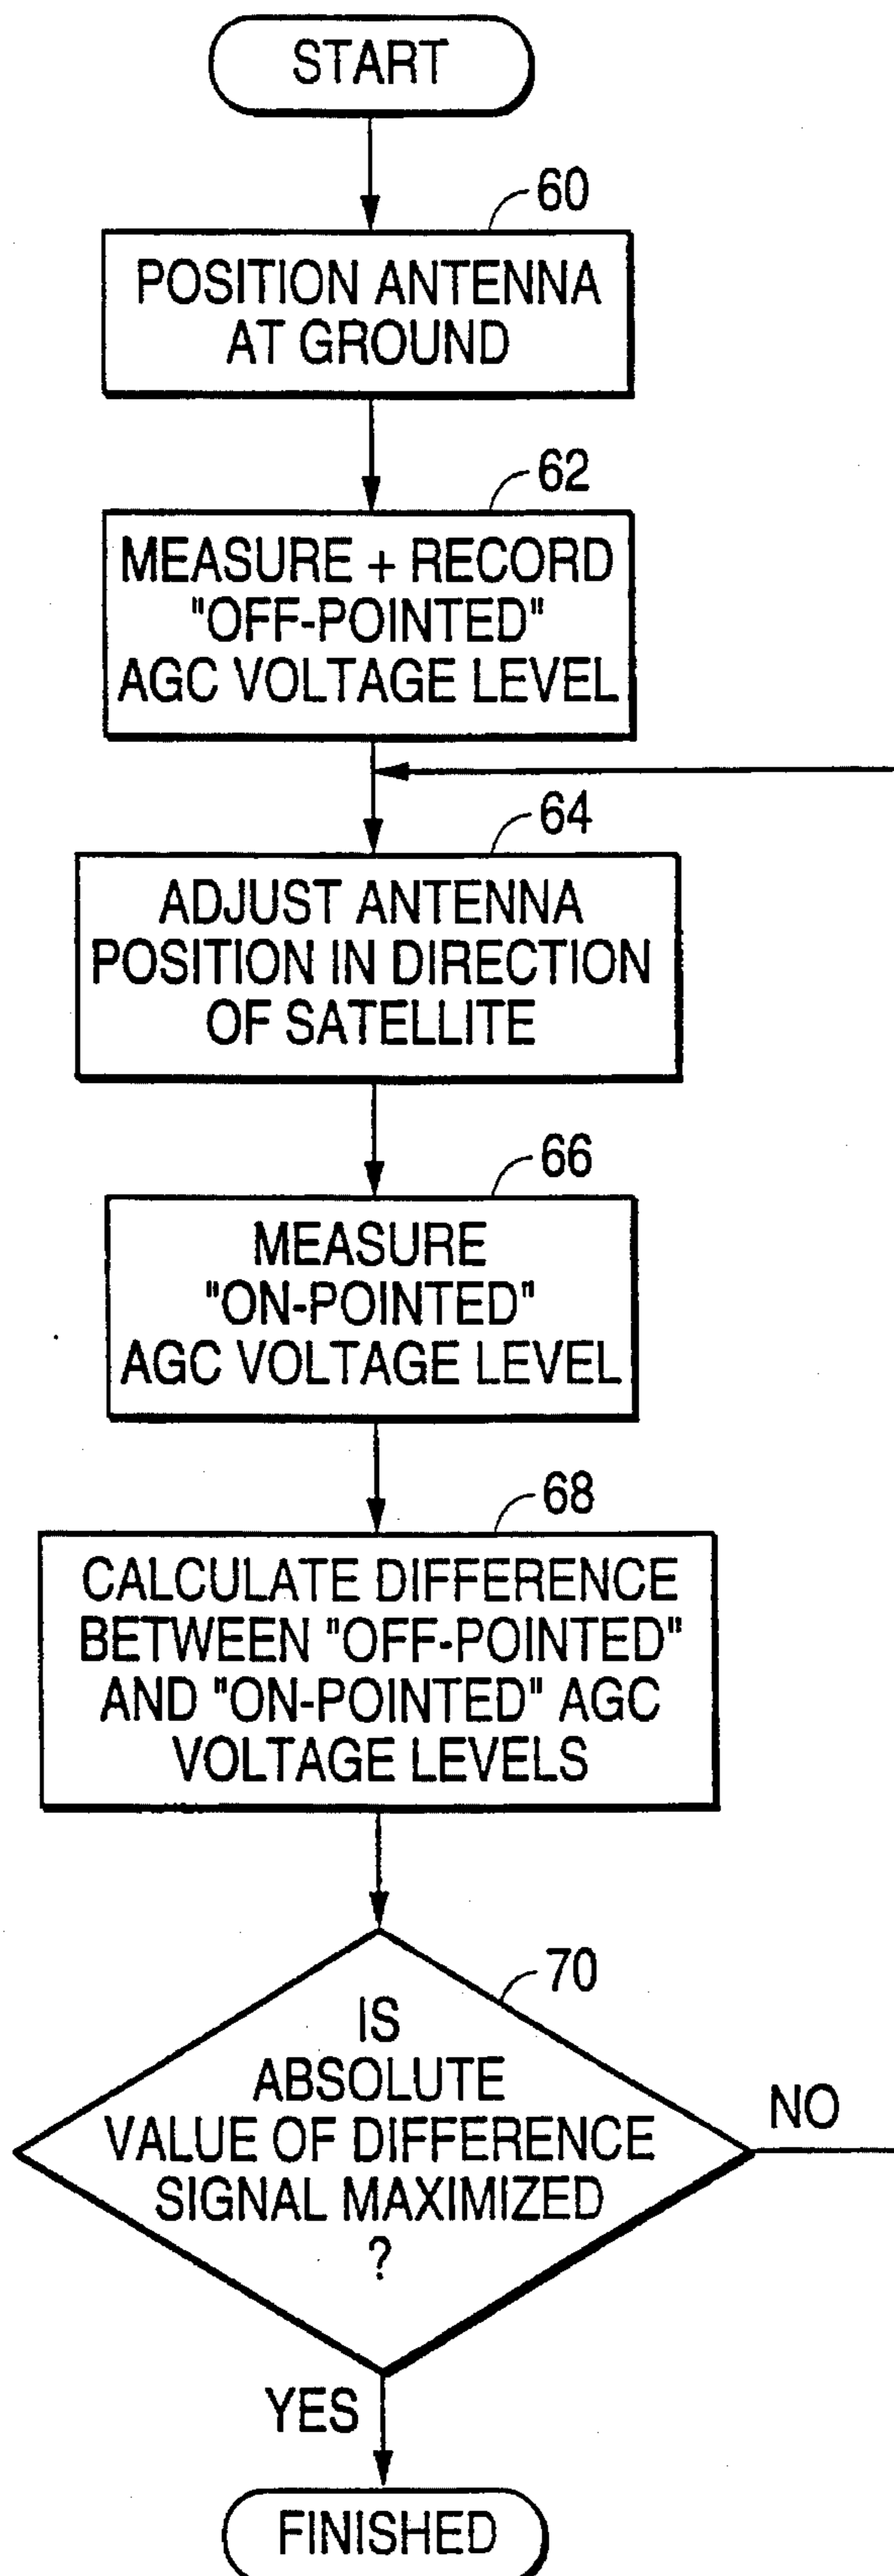 START
60
POSITION ANTENNA
AT GROUND
62
MEASURE + RECORD
"OFF-POINTED"
AGC VOLTAGE LEVEL
64
ADJUST ANTENNA
POSITION IN DIRECTION
OF SATELLITE
66
MEASURE
"ON-POINTED"
AGC VOLTAGE LEVEL
68
CALCULATE DIFFERENCE
BETWEEN "OFF-POINTED"
AND "ON-POINTED" AGC
VOLTAGE LEVELS
70
IS
ABSOLUTE
VALUE OF DIFFERENCE
SIGNAL MAXIMIZED
?
NO
YES
FINISHED